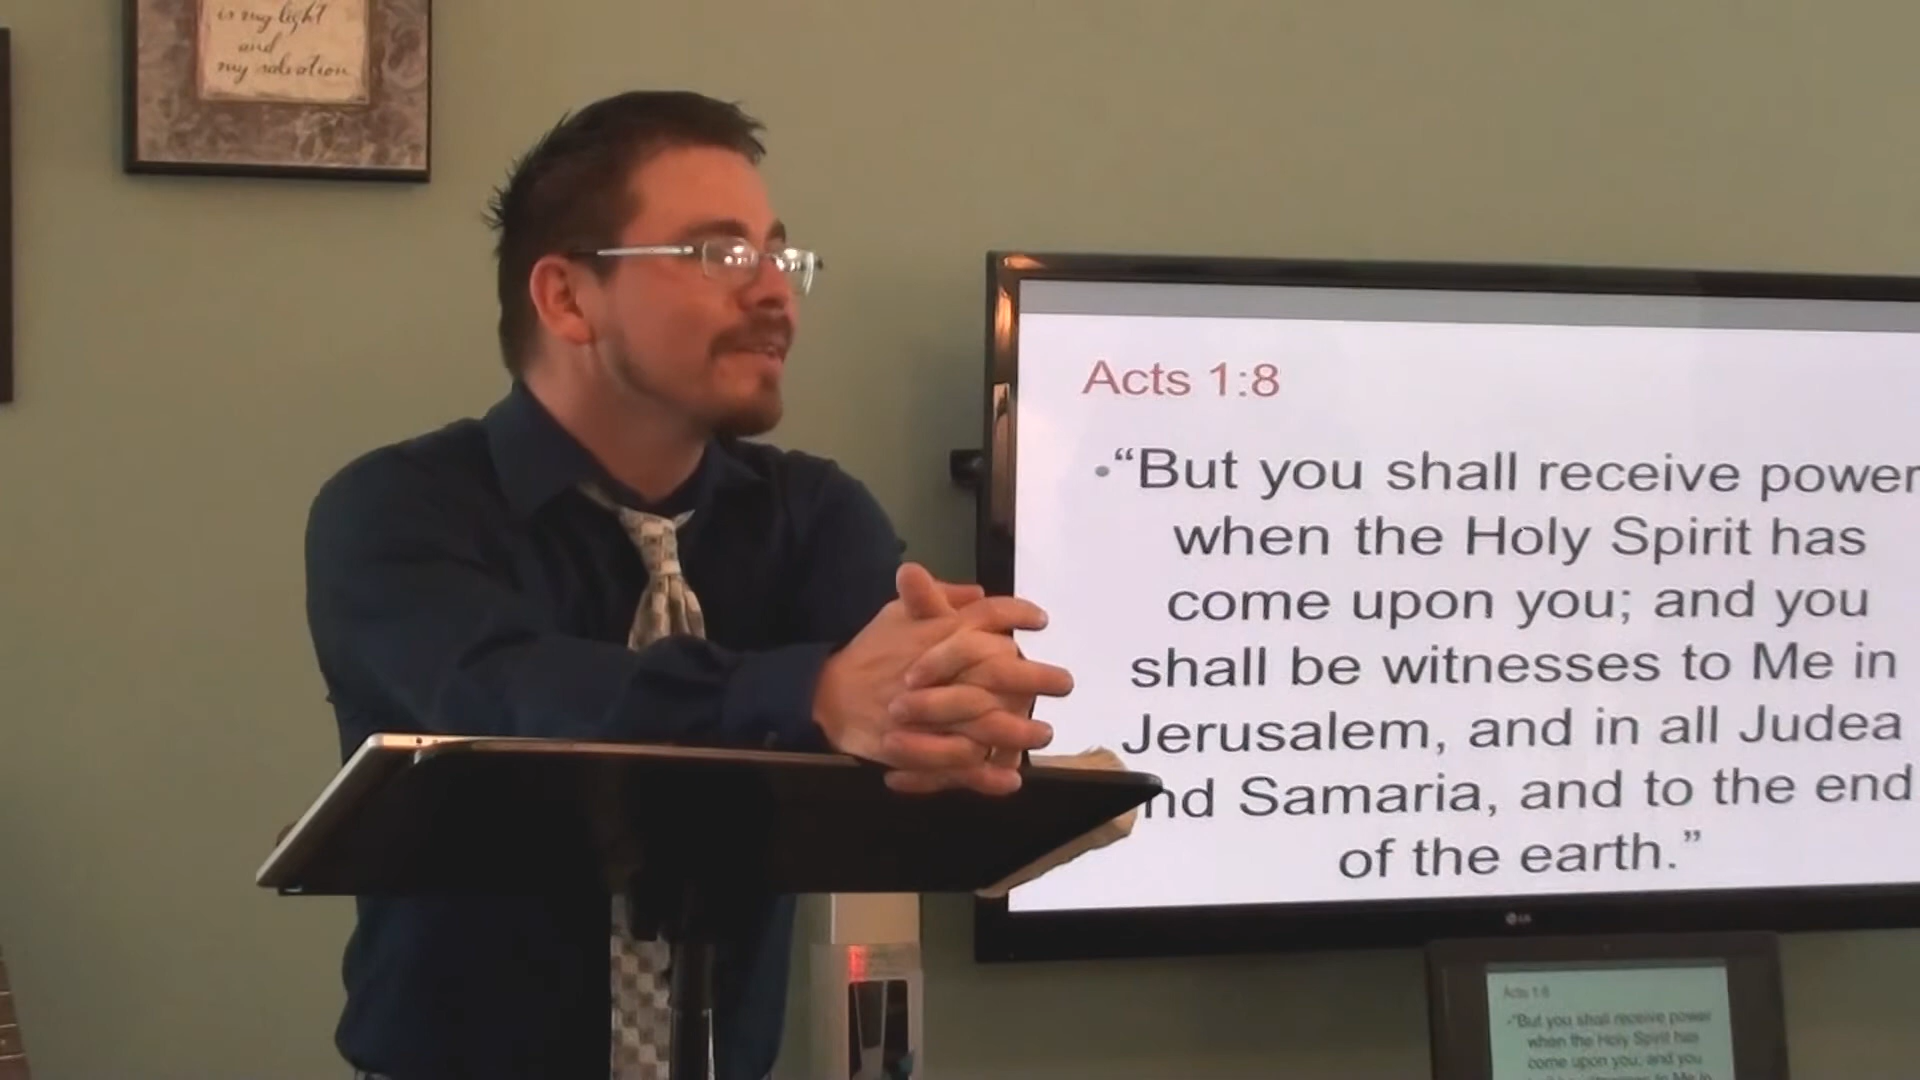 is my light
and
my salvation
Acts 1:8
•“But you shall receive power
when the Holy Spirit has
come upon you; and you
shall be witnesses to Me in
Jerusalem, and in all Judea
nd Samaria, and to the end
of the earth.”
LG
Acts 1:8
•“But you shall receive power
when the Holy Spirit has
come upon you; and you